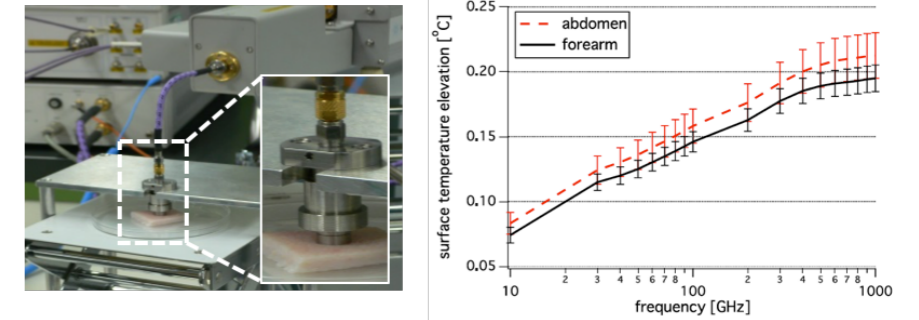 0.25
0.20
0.15
0.10
0.05
surface temperature elevation [°C]
abdomen
forearm
10 2 3 4 5 6 7 8 100 2 3 4 5 6 7 8 1000
frequency [GHz]